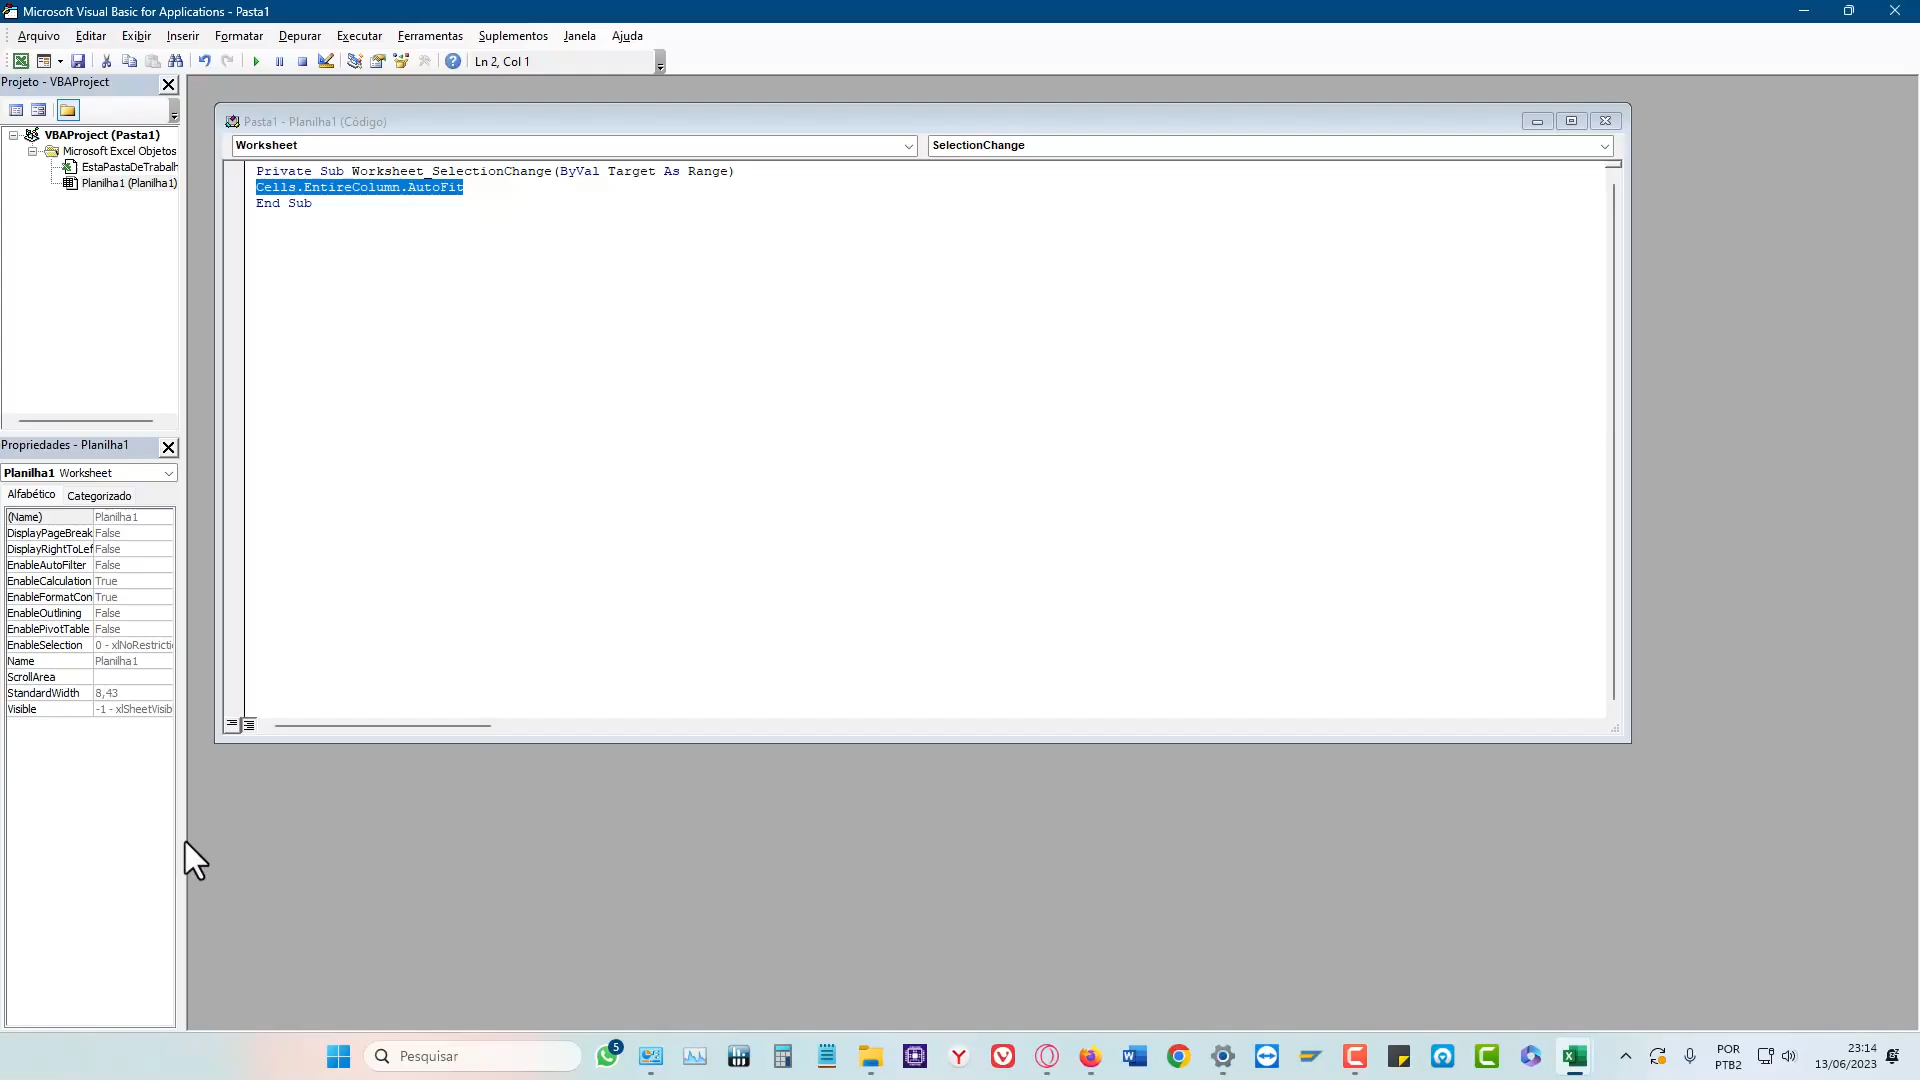 Microsoft Visual Basic for Applications - Pasta1
Arquivo Editar Exibir Inserir Formatar Depurar Executar Ferramentas Suplementos Janela Ajuda
Ln 2, Col 1
Projeto - VBAProject
VBAProject (Pasta1)
Microsoft Excel Objetos
EstaPastaDeTrabalh
Planilha1 (Planilha1)
Pasta1 - Planilha1 (Código)
Worksheet
SelectionChange
Private Sub Worksheet_SelectionChange(ByVal Target As Range)
Cells.EntireColumn.AutoFit
End Sub
Propriedades - Planilha1
Planilha1 Worksheet
Alfabético Categorizado
(Name) Planilha1
DisplayPageBreak False
DisplayRightToLef False
EnableAutoFilter False
EnableCalculation True
EnableFormatCon True
EnableOutlining False
EnablePivotTable False
EnableSelection 0 - xlNoRestricti
Name Planilha1
ScrollArea
StandardWidth 8,43
Visible -1 - xlSheetVisib
Pesquisar
5
POR
PTB2
23:14
13/06/2023